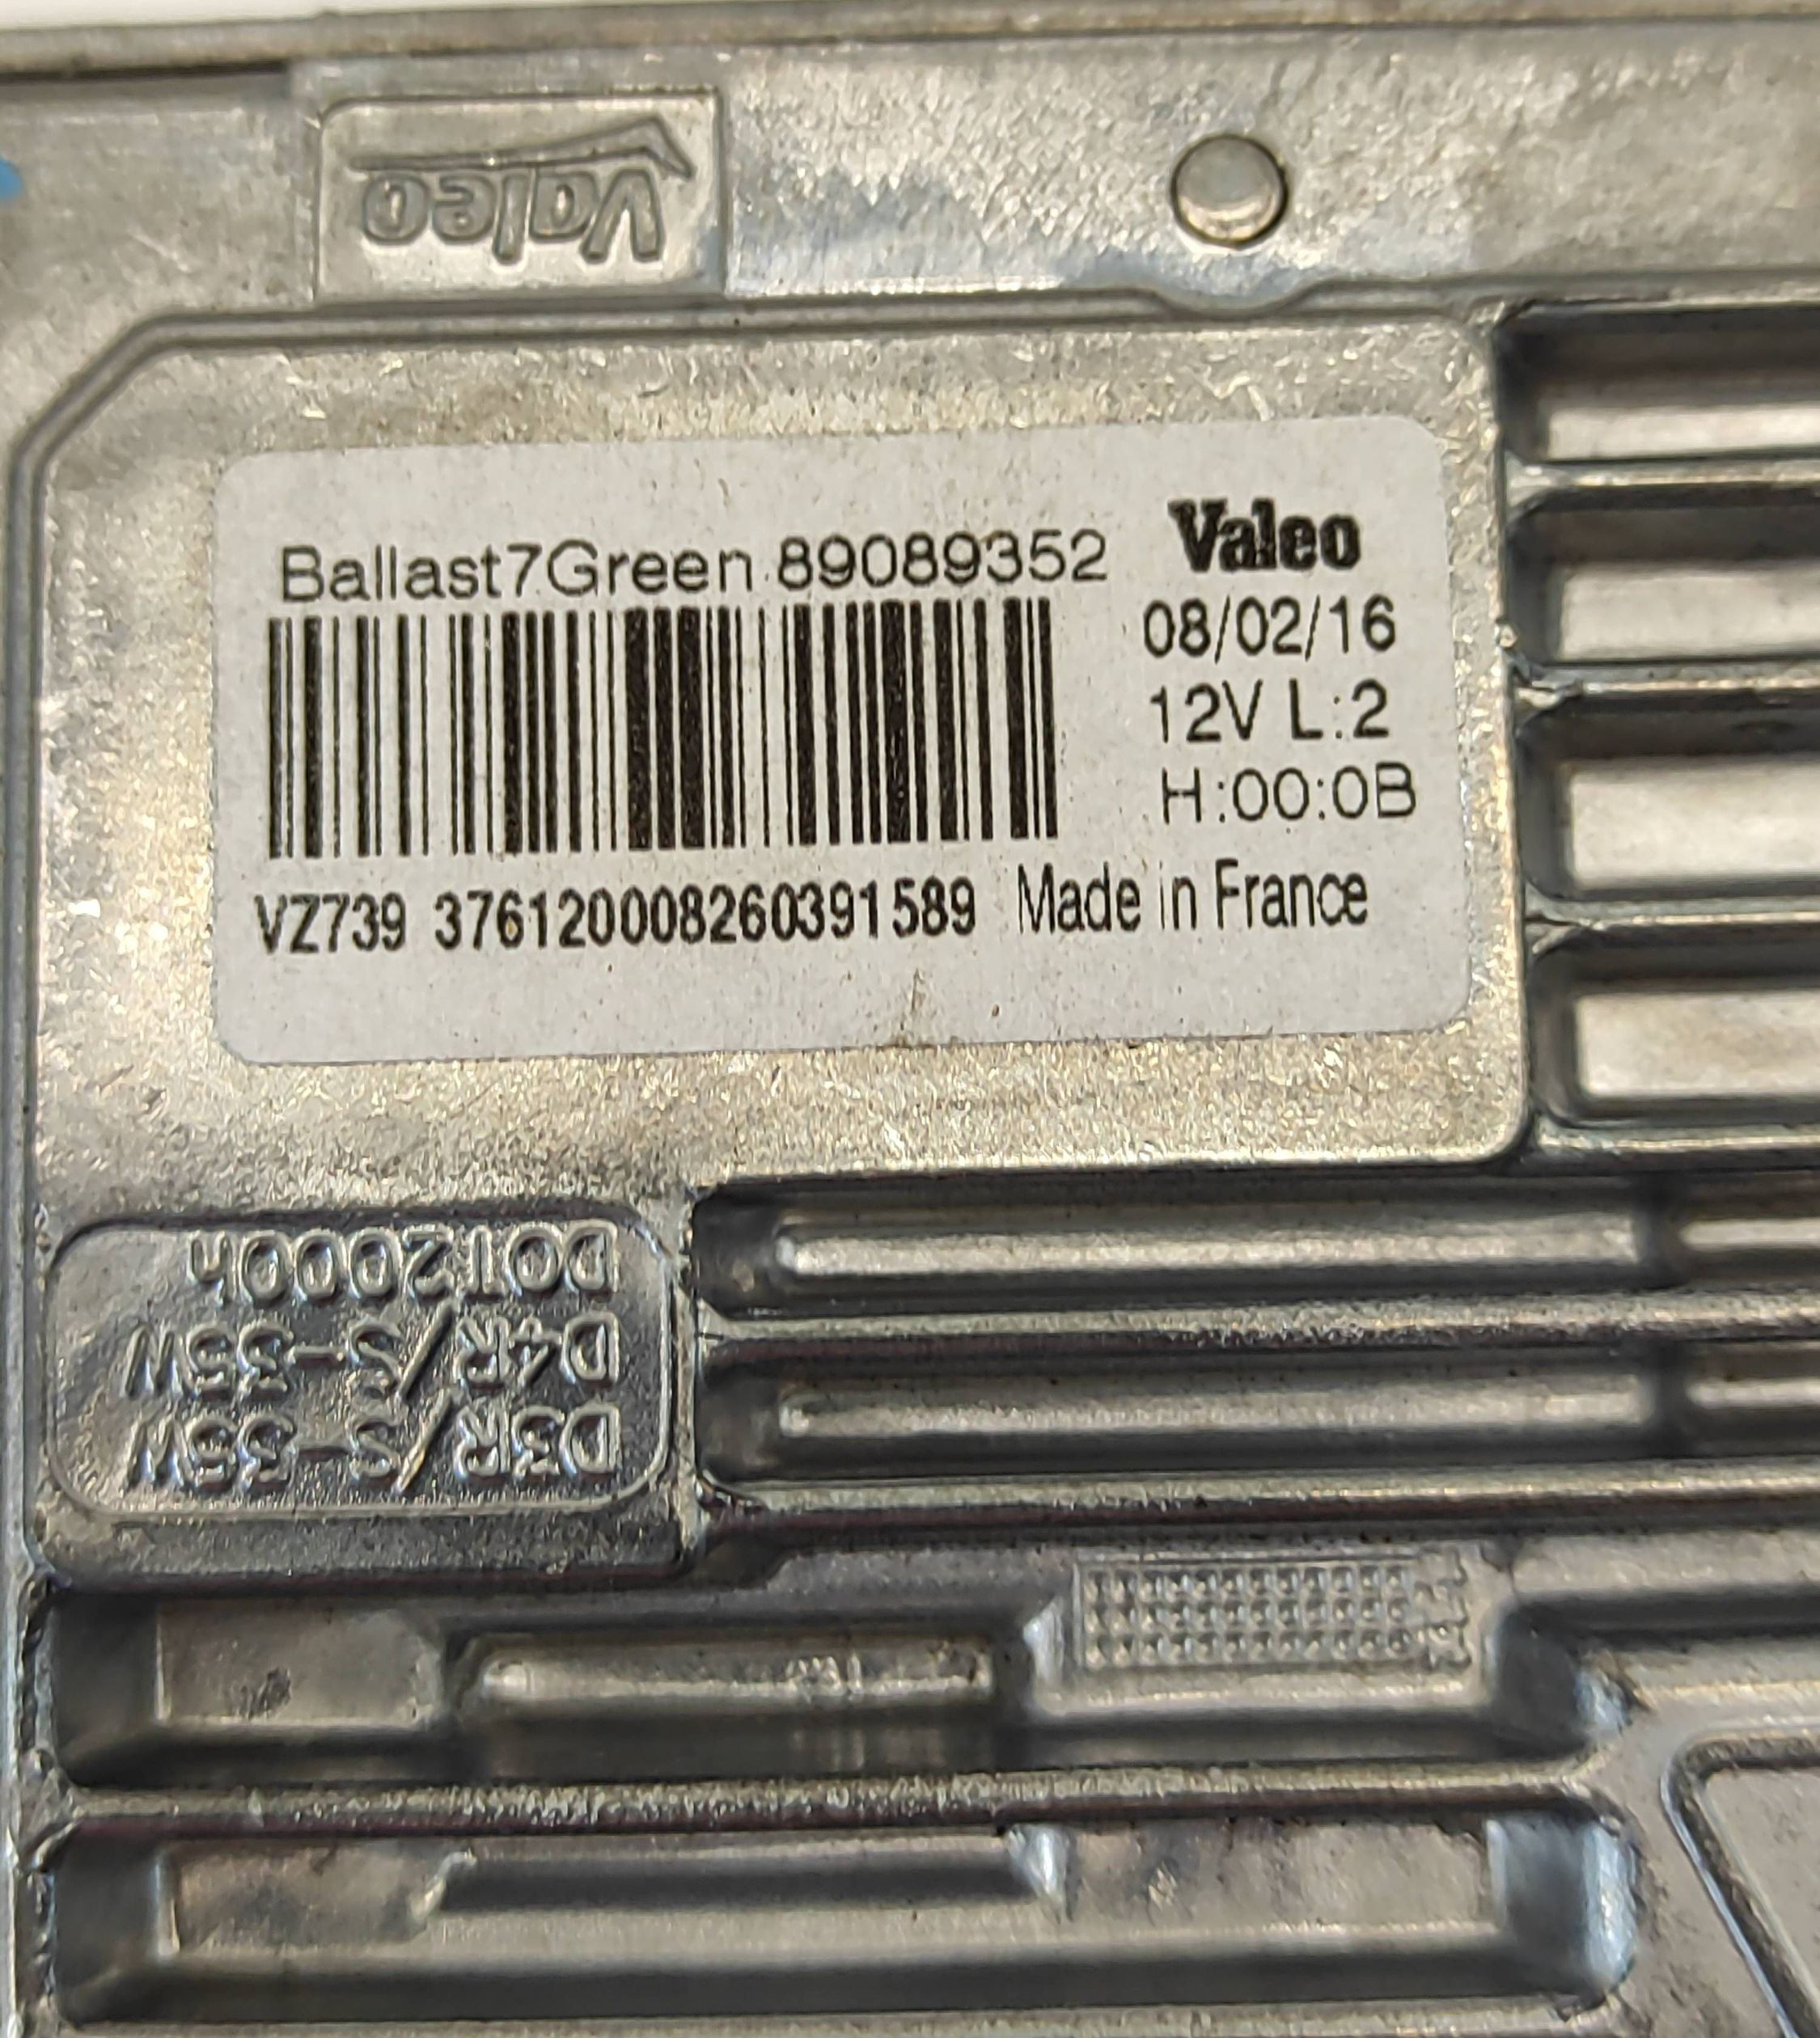 Valeo
Ballast7Green 89089352
Valeo
08/02/16
12V L:2
H:00:0B
VZ739 376120008260391589 Made in France
D3R/S-35W
D4R/S-35W
DOT2000h